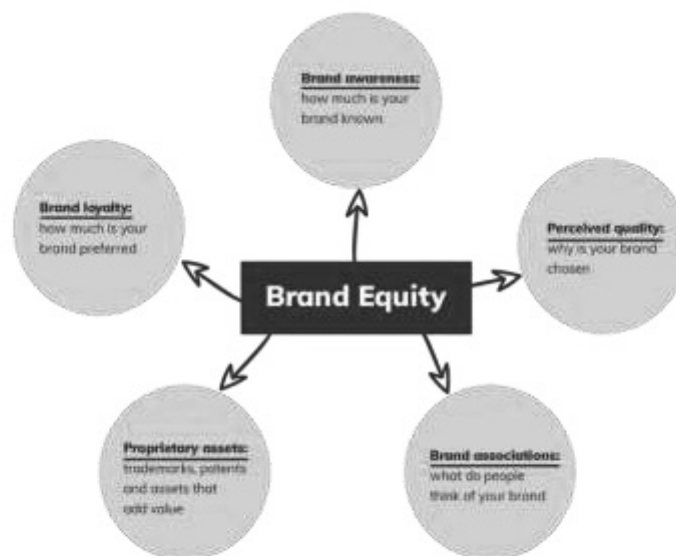 Brand awareness:
how much is your
brand known
Brand loyalty:
how much is your
brand preferred
Perceived quality:
why is your brand
chosen
Brand Equity
Proprietary assets:
trademarks, patents
and assets that
add value
Brand associations:
what do people
think of your brand